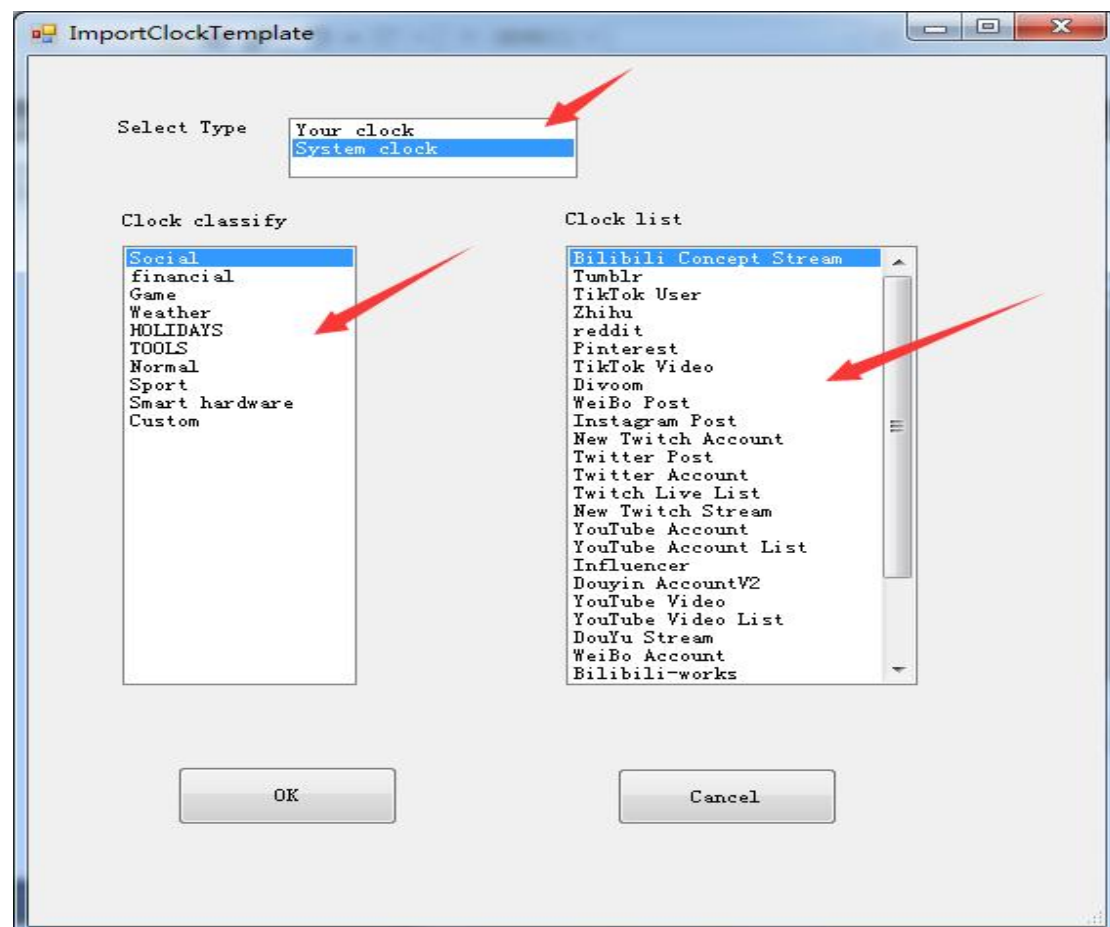 ImportClockTemplate
Select Type
Your clock
System clock
Clock classify
Social
financial
Game
Weather
HOLIDAYS
TOOLS
Normal
Sport
Smart hardware
Custom
Clock list
Bilibili Concept Stream
Tumblr
TikTok User
Zhihu
reddit
Pinterest
TikTok Video
Divoom
WeiBo Post
Instagram Post
New Twitch Account
Twitter Post
Twitter Account
Twitch Live List
New Twitch Stream
YouTube Account
YouTube Account List
Influencer
Douyin AccountV2
YouTube Video
YouTube Video List
DouYu Stream
WeiBo Account
Bilibili-works
OK
Cancel